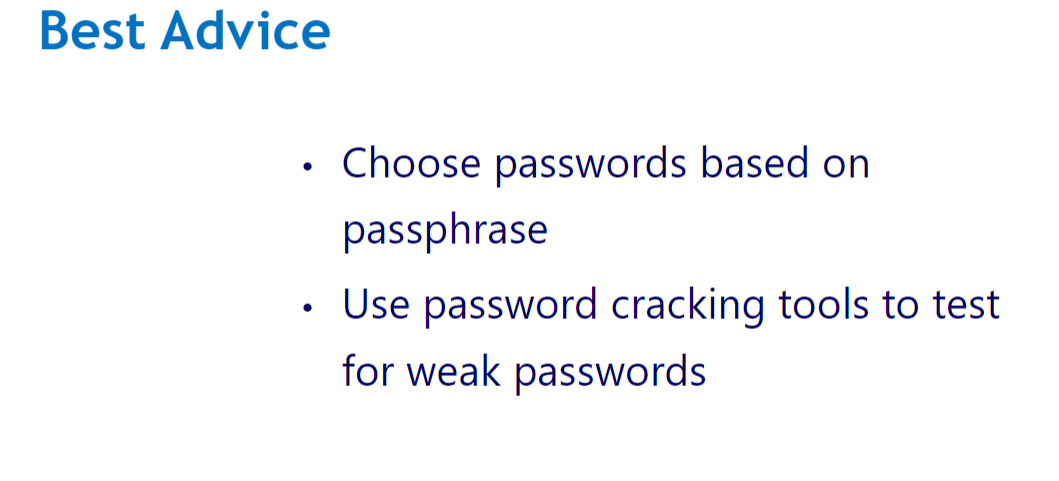 Best Advice
• Choose passwords based on
passphrase
• Use password cracking tools to test
for weak passwords